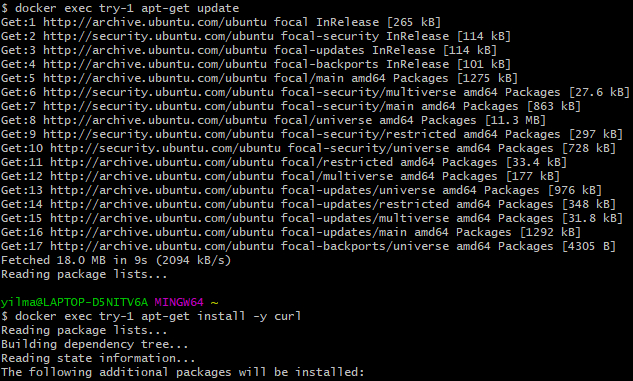 $ docker exec try-1 apt-get update
Get:1 http://archive.ubuntu.com/ubuntu focal InRelease [265 kB]
Get:2 http://security.ubuntu.com/ubuntu focal-security InRelease [114 kB]
Get:3 http://archive.ubuntu.com/ubuntu focal-updates InRelease [114 kB]
Get:4 http://archive.ubuntu.com/ubuntu focal-backports InRelease [101 kB]
Get:5 http://archive.ubuntu.com/ubuntu focal/main amd64 Packages [1275 kB]
Get:6 http://security.ubuntu.com/ubuntu focal-security/multiverse amd64 Packages [27.6 kB]
Get:7 http://security.ubuntu.com/ubuntu focal-security/main amd64 Packages [863 kB]
Get:8 http://archive.ubuntu.com/ubuntu focal/universe amd64 Packages [11.3 MB]
Get:9 http://security.ubuntu.com/ubuntu focal-security/restricted amd64 Packages [297 kB]
Get:10 http://security.ubuntu.com/ubuntu focal-security/universe amd64 Packages [728 kB]
Get:11 http://archive.ubuntu.com/ubuntu focal/restricted amd64 Packages [33.4 kB]
Get:12 http://archive.ubuntu.com/ubuntu focal/multiverse amd64 Packages [177 kB]
Get:13 http://archive.ubuntu.com/ubuntu focal-updates/universe amd64 Packages [976 kB]
Get:14 http://archive.ubuntu.com/ubuntu focal-updates/restricted amd64 Packages [348 kB]
Get:15 http://archive.ubuntu.com/ubuntu focal-updates/multiverse amd64 Packages [31.8 kB]
Get:16 http://archive.ubuntu.com/ubuntu focal-updates/main amd64 Packages [1292 kB]
Get:17 http://archive.ubuntu.com/ubuntu focal-backports/universe amd64 Packages [4305 B]
Fetched 18.0 MB in 9s (2094 kB/s)
Reading package lists...
yilma@LAPTOP-D5NITV6A MINGW64 ~
$ docker exec try-1 apt-get install -y curl
Reading package lists...
Building dependency tree...
Reading state information...
The following additional packages will be installed: